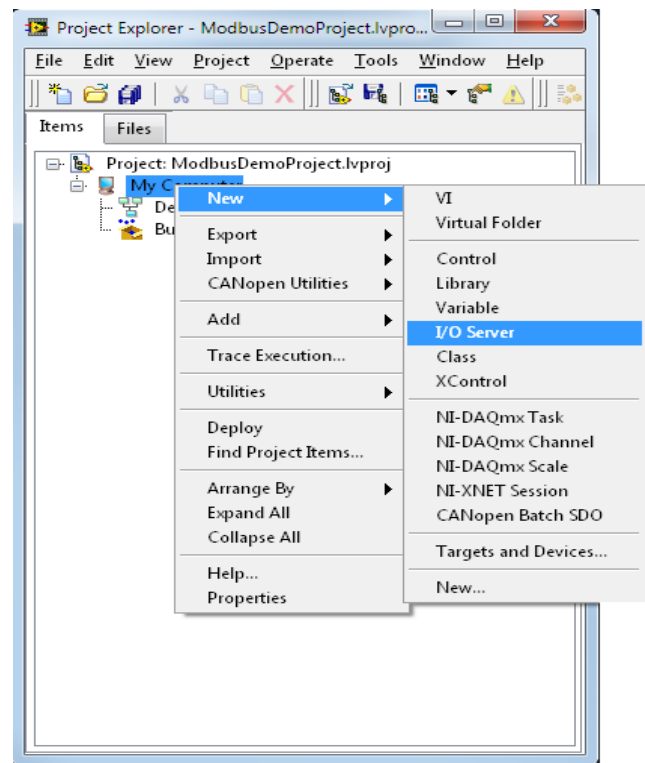 Project Explorer - ModbusDemoProject.lvpro...
File Edit View Project Operate Tools Window Help
Items Files
Project: ModbusDemoProject.lvproj
My Computer
De
Bu
New
Export
Import
CANopen Utilities
Add
Trace Execution...
Utilities
Deploy
Find Project Items...
Arrange By
Expand All
Collapse All
Help...
Properties
VI
Virtual Folder
Control
Library
Variable
I/O Server
Class
XControl
NI-DAQmx Task
NI-DAQmx Channel
NI-DAQmx Scale
NI-XNET Session
CANopen Batch SDO
Targets and Devices...
New...